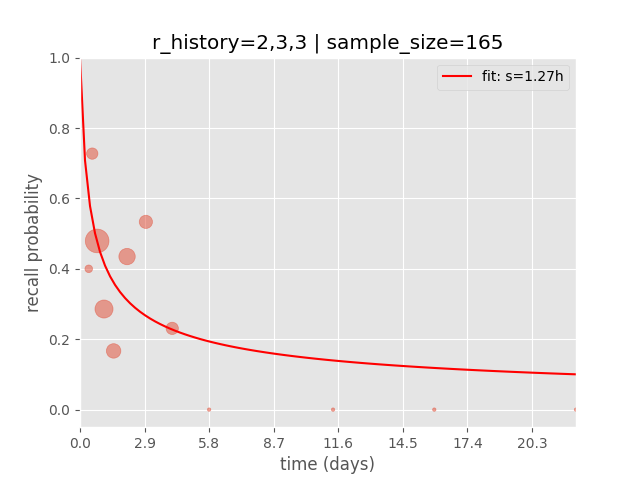 r_history=2,3,3 | sample_size=165
fit: s=1.27h
recall probability
1.0
0.8
0.6
0.4
0.2
0.0
0.0 2.9 5.8 8.7 11.6 14.5 17.4 20.3
time (days)